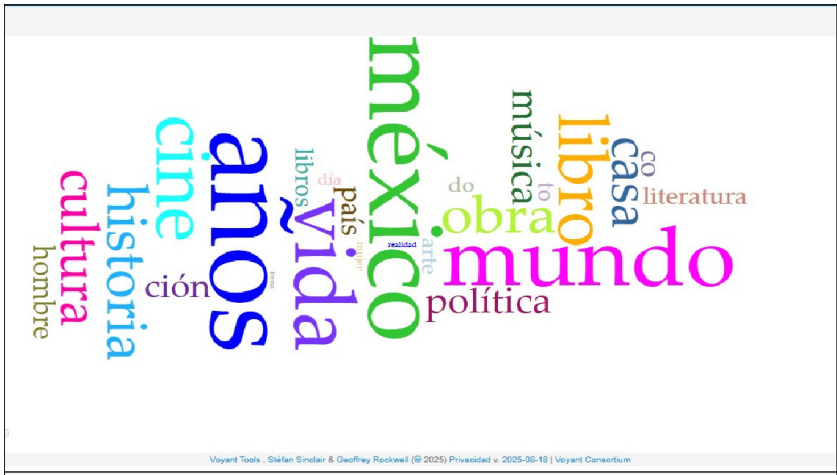 méxico
años
mundo
vida
libro
cine
obra
historia
cultura
casa
música
política
literatura
hombre
ción
país
libros
día
mujer
realidad
arte
do
to
co
Voyant Tools , Stéfan Sinclair & Geoffrey Rockwell (© 2025) Privacidad v. 2025-08-18 | Voyant Consortium